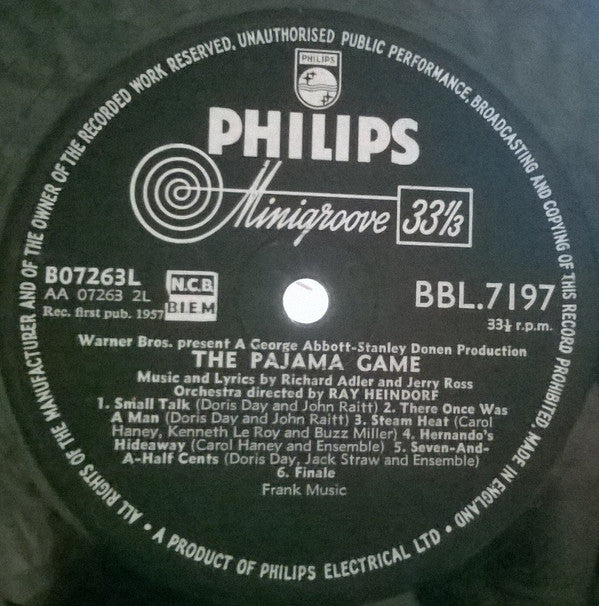 ALL RIGHTS OF THE MANUFACTURER AND OF THE OWNER OF THE RECORDED WORK RESERVED. UNAUTHORISED PUBLIC PERFORMANCE, BROADCASTING AND COPYING OF THIS RECORD PROHIBITED. MADE IN ENGLAND
• A PRODUCT OF PHILIPS ELECTRICAL LTD •
PHILIPS
PHILIPS
Minigroove 33⅓
B07263L
AA 07263 2L
Rec. first pub. 1957
N.C.B.
BIEM
BBL.7197
33⅓ r.p.m.
Warner Bros. present A George Abbott-Stanley Donen Production
THE PAJAMA GAME
Music and Lyrics by Richard Adler and Jerry Ross
Orchestra directed by RAY HEINDORF
1. Small Talk (Doris Day and John Raitt) 2. There Once Was
A Man (Doris Day and John Raitt) 3. Steam Heat (Carol
Haney, Kenneth Le Roy and Buzz Miller) 4. Hernando's
Hideaway (Carol Haney and Ensemble) 5. Seven-And-
A-Half Cents (Doris Day, Jack Straw and Ensemble)
6. Finale
Frank Music